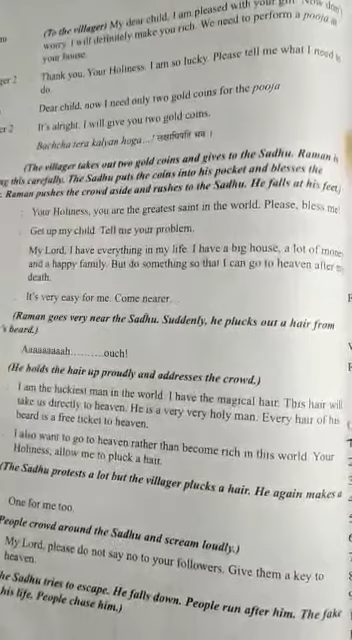 (To the villager) My dear child, I am pleased with your gift. Now don't
worry. I will definitely make you rich. We need to perform a pooja in
your house.
ger 2 Thank you, Your Holiness. I am so lucky. Please tell me what I need to
do.
Dear child, now I need only two gold coins for the pooja
er 2 It's alright. I will give you two gold coins.
Bachcha tera kalyan hoga...! लक्षाधिपति भव ।
(The villager takes out two gold coins and gives to the Sadhu. Raman is
ng this carefully. The Sadhu puts the coins into his pocket and blesses the
Raman pushes the crowd aside and rushes to the Sadhu. He falls at his feet)
: Your Holiness, you are the greatest saint in the world. Please, bless me!
Get up my child. Tell me your problem.
My Lord, I have everything in my life. I have a big house, a lot of money
and a happy family. But do something so that I can go to heaven after my
death.
It's very easy for me. Come nearer...
(Raman goes very near the Sadhu. Suddenly, he plucks out a hair from
's beard.)
Aaaaaaaaah..........ouch!
(He holds the hair up proudly and addresses the crowd.)
I am the luckiest man in the world. I have the magical hair. This hair will
take us directly to heaven. He is a very very holy man. Every hair of his
beard is a free ticket to heaven.
I also want to go to heaven rather than become rich in this world. Your
Holiness, allow me to pluck a hair.
(The Sadhu protests a lot but the villager plucks a hair. He again makes a
One for me too.
People crowd around the Sadhu and scream loudly.)
My Lord, please do not say no to your followers. Give them a key to
heaven.
he Sadhu tries to escape. He falls down. People run after him. The fake
his life. People chase him.)